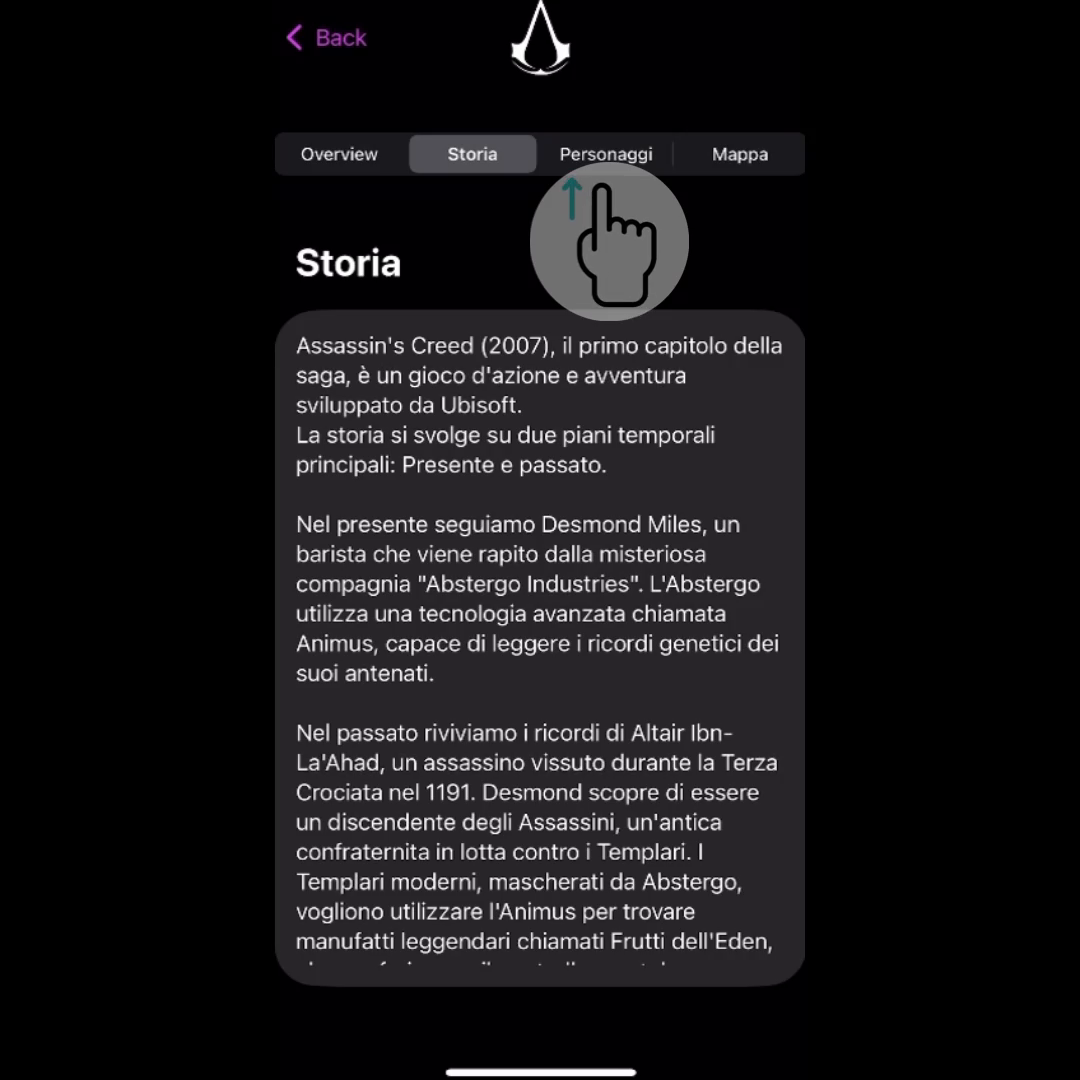 Back
Overview Storia Personaggi Mappa
Storia
Assassin's Creed (2007), il primo capitolo della
saga, è un gioco d'azione e avventura
sviluppato da Ubisoft.
La storia si svolge su due piani temporali
principali: Presente e passato.
Nel presente seguiamo Desmond Miles, un
barista che viene rapito dalla misteriosa
compagnia "Abstergo Industries". L'Abstergo
utilizza una tecnologia avanzata chiamata
Animus, capace di leggere i ricordi genetici dei
suoi antenati.
Nel passato riviviamo i ricordi di Altair Ibn-
La'Ahad, un assassino vissuto durante la Terza
Crociata nel 1191. Desmond scopre di essere
un discendente degli Assassini, un'antica
confraternita in lotta contro i Templari. I
Templari moderni, mascherati da Abstergo,
vogliono utilizzare l'Animus per trovare
manufatti leggendari chiamati Frutti dell'Eden,